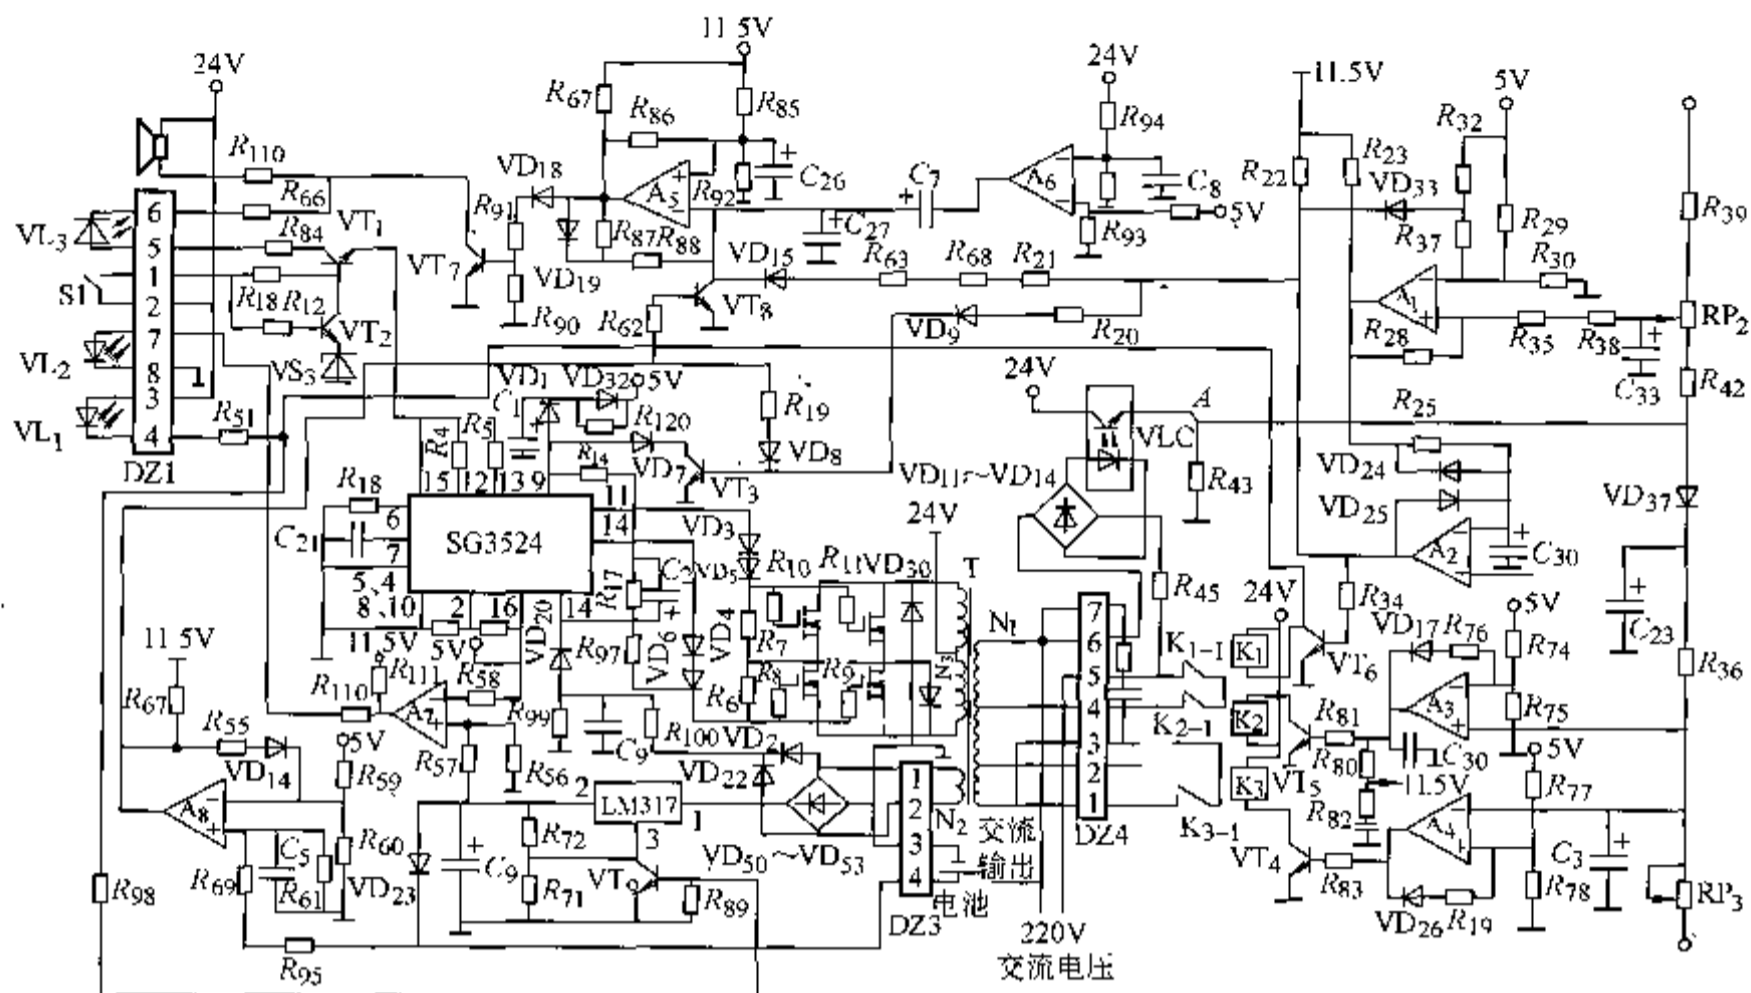 11.5V
24V
24V
11.5V
5V
R67
R85
R94
R32
R86
R23
R22
R110
VD18
A5
R92
C26
C7
A6
C8
VD33
R39
R66
R91
5V
VL3
6
VT1
R84
5
R87
R88
C27
R93
R37
R29
VT7
VD15
R63
R68
R21
R30
S1
1
R18
R12
VD19
VT8
A1
2
VT2
R90
R62
VD9
R20
R28
R35
R38
RP2
7
VL2
8
VS3
VD1
VD32
5V
24V
C33
R42
3
C1
R19
A
R25
VL1
4
R51
R4
R5
R120
VLC
DZ1
R14
VD7
VD8
VD11～VD14
R43
VD24
VD37
R18
15
12
13
9
11
VT3
24V
VD25
6
14
VD3
C21
SG3524
A2
C30
7
R17
C2
VD5
R10
R11
VD30
T
R45
24V
R34
5、4
8、10
2
16
14
7
C23
11.5V
11.5V
5V
VD20
R97
VD6
VD4
R7
N1
6
K1-1
K1
VT6
VD17
R76
5V
R74
R111
R58
R6
R8
R9
N3
5
R36
R67
R110
A7
R99
4
K2-1
K2
R81
A3
R75
R55
C9
R100
VD2
3
C30
5V
VD14
5V
R57
R56
VD22
2
K3
VT5
R80
11.5V
R59
2
LM317
1
1
R77
A8
1
2
N2
交流
输出
DZ4
K3-1
R82
A4
3
C5
R60
R72
VD50～VD53
3
VT4
C3
R98
R69
R61
VD23
C9
R71
VT9
R89
4
电池
R83
R78
RP3
DZ3
VD26
R19
R95
220V
交流电压